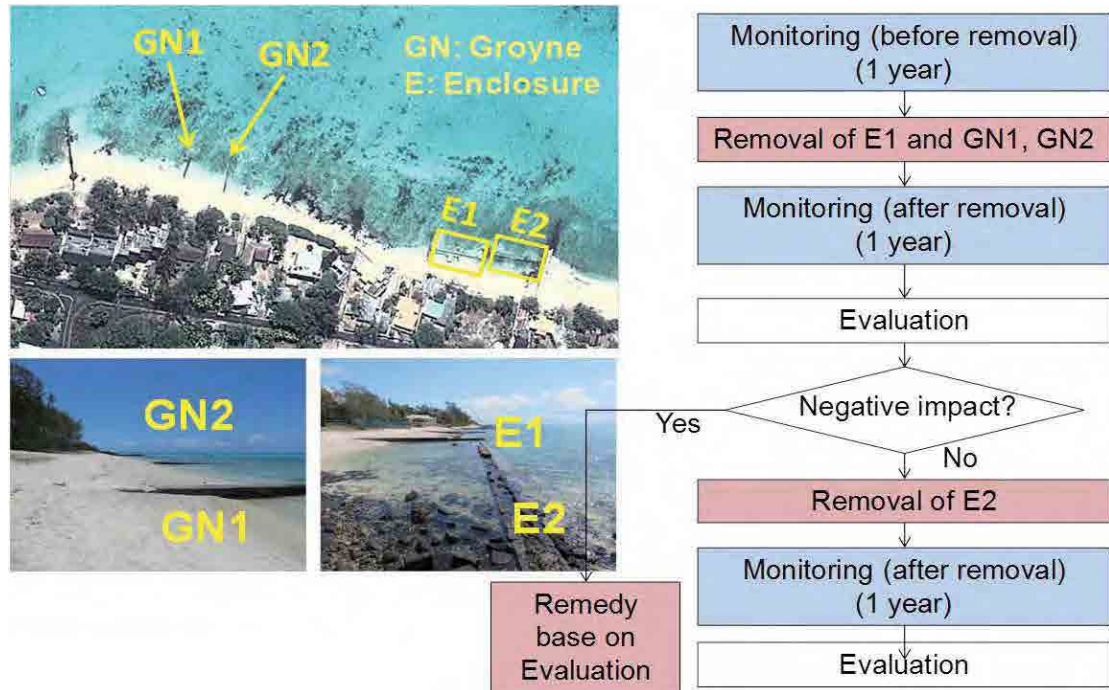 GN1
GN2
GN: Groyne
E: Enclosure
E1
E2
GN2
GN1
E1
E2
Monitoring (before removal)
(1 year)
Removal of E1 and GN1, GN2
Monitoring (after removal)
(1 year)
Evaluation
Negative impact?
Yes
No
Removal of E2
Monitoring (after removal)
(1 year)
Evaluation
Remedy
base on
Evaluation